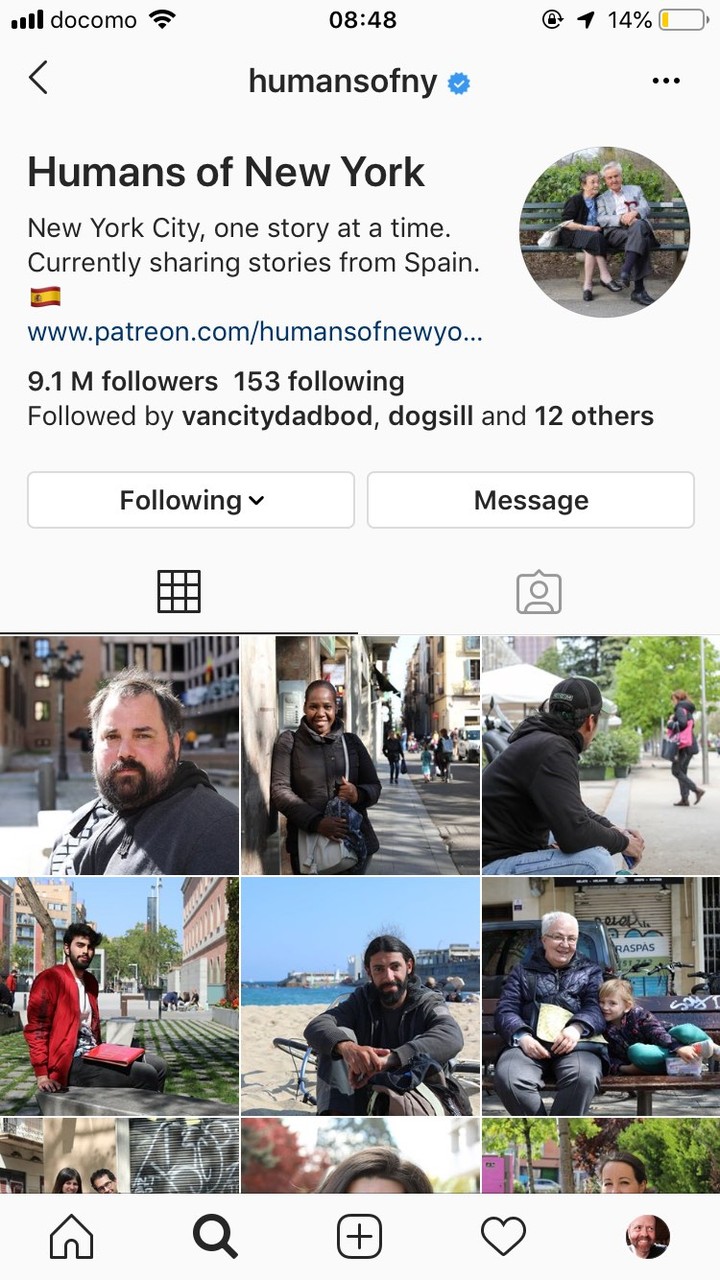 docomo 08:48 14%
humansofny
Humans of New York
New York City, one story at a time.
Currently sharing stories from Spain.
🇪🇸
www.patreon.com/humansofnewyo...
9.1 M followers 153 following
Followed by vancitydadbod, dogsill and 12 others
Following Message
RASPAS